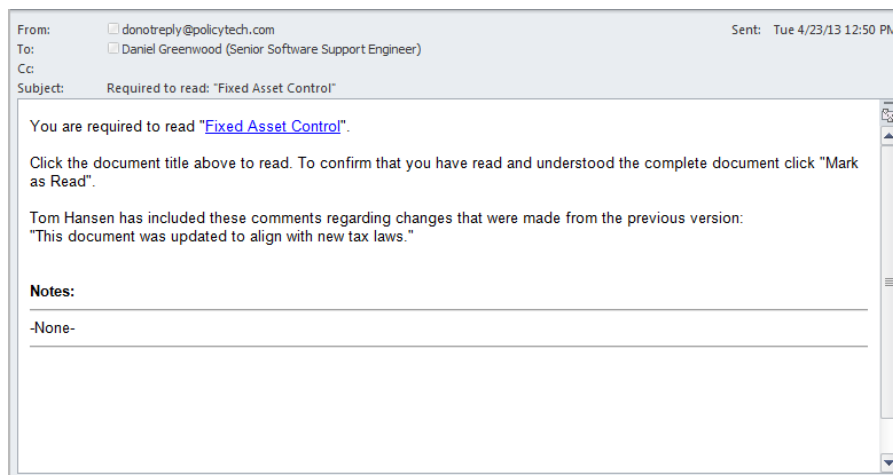 From: donotreply@policytech.com Sent: Tue 4/23/13 12:50 PM
To: Daniel Greenwood (Senior Software Support Engineer)
Cc:
Subject: Required to read: "Fixed Asset Control"
You are required to read "Fixed Asset Control".
Click the document title above to read. To confirm that you have read and understood the complete document click "Mark
as Read".
Tom Hansen has included these comments regarding changes that were made from the previous version:
"This document was updated to align with new tax laws."
Notes:
-None-